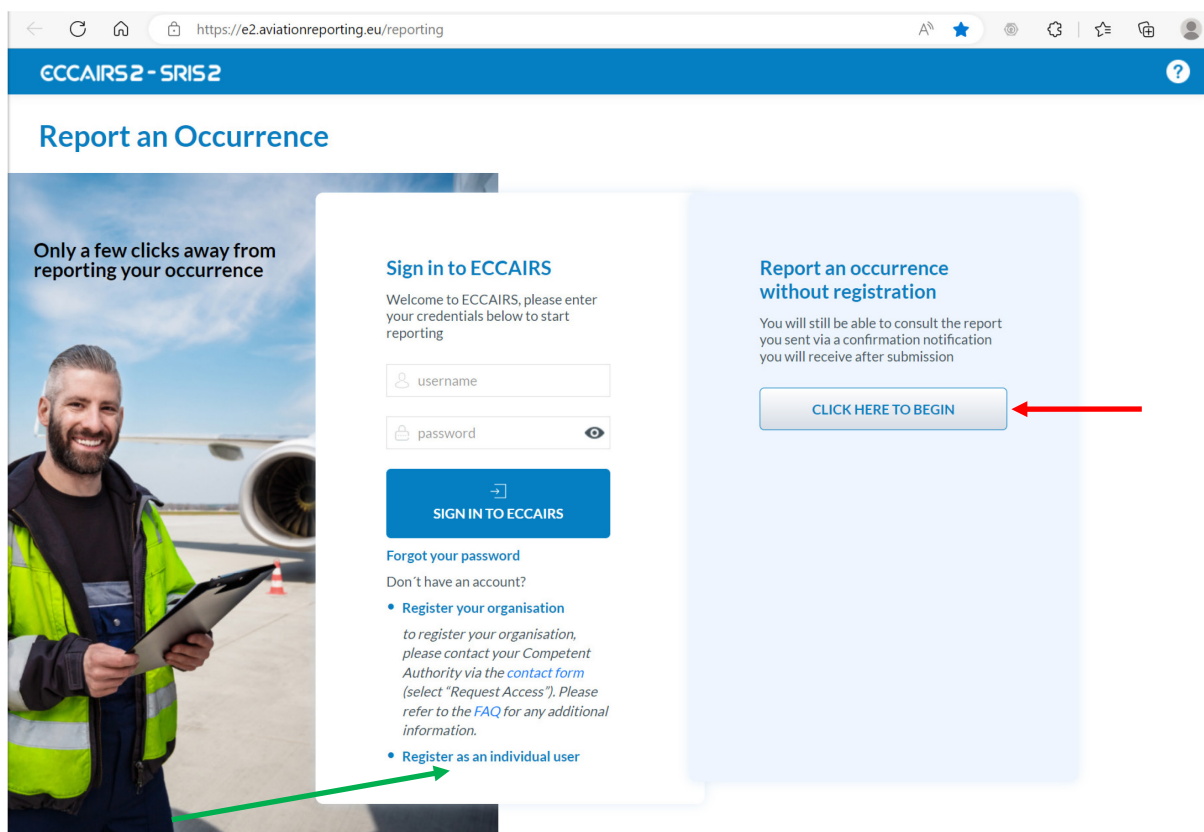 https://e2.aviationreporting.eu/reporting
ECCAIRS 2 - SRIS 2
?
Report an Occurrence
Only a few clicks away from
reporting your occurrence
Sign in to ECCAIRS
Welcome to ECCAIRS, please enter
your credentials below to start
reporting
username
password
SIGN IN TO ECCAIRS
Forgot your password
Don´t have an account?
• Register your organisation
to register your organisation,
please contact your Competent
Authority via the contact form
(select “Request Access”). Please
refer to the FAQ for any additional
information.
• Register as an individual user
Report an occurrence
without registration
You will still be able to consult the report
you sent via a confirmation notification
you will receive after submission
CLICK HERE TO BEGIN